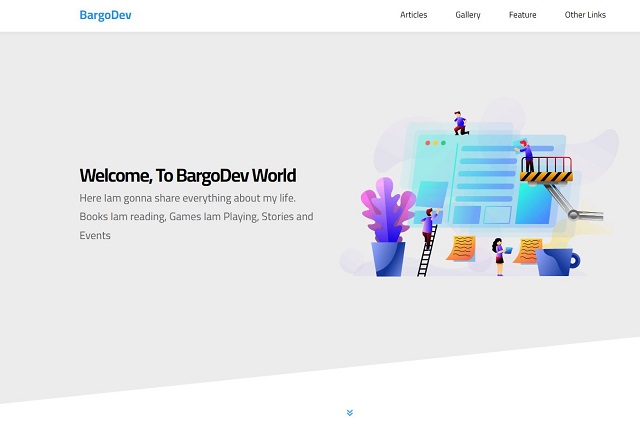 BargoDev
Articles Gallery Feature Other Links
Welcome, To BargoDev World
Here Iam gonna share everything about my life.
Books Iam reading, Games Iam Playing, Stories and
Events